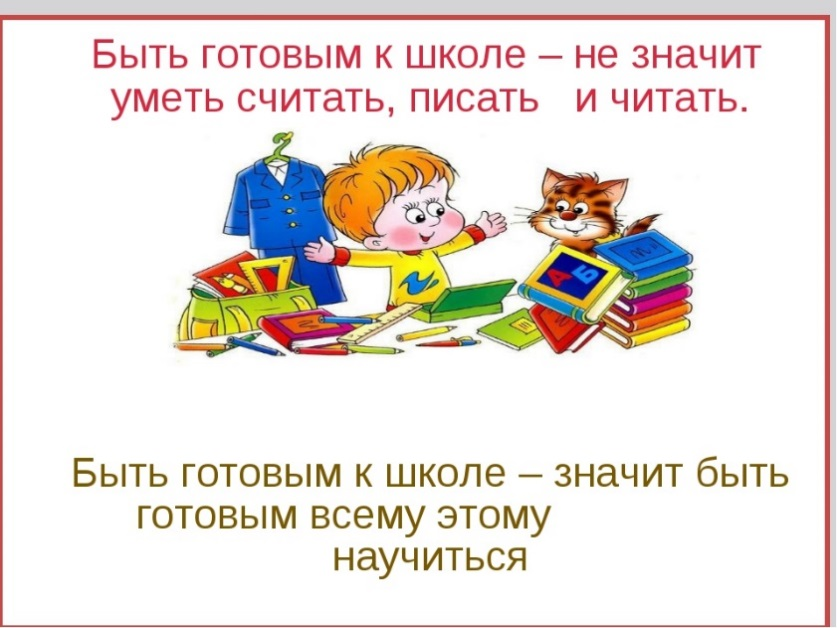 Быть готовым к школе – не значит
уметь считать, писать и читать.
А
Б
Быть готовым к школе – значит быть
готовым всему этому
научиться